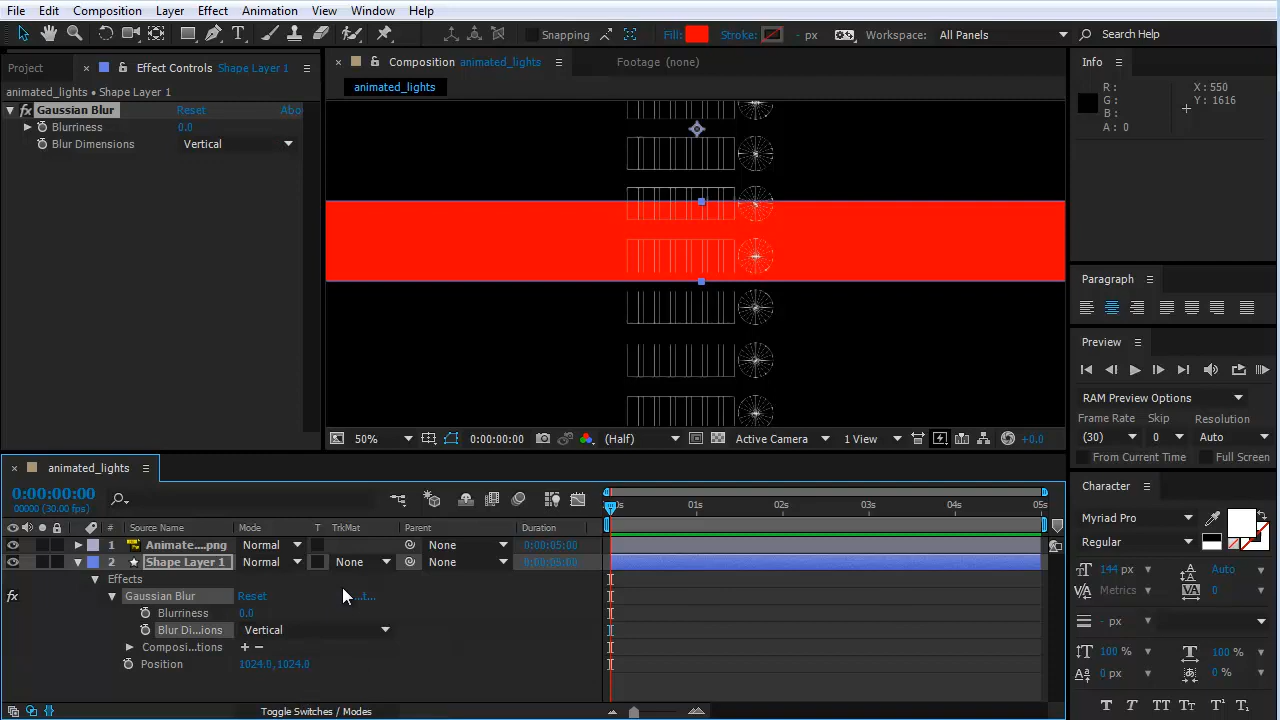 File Edit Composition Layer Effect Animation View Window Help
Snapping Fill: Stroke: - px Workspace: All Panels Search Help
Project Effect Controls Shape Layer 1
animated_lights • Shape Layer 1
Gaussian Blur Reset Abo
Blurriness 0.0
Blur Dimensions Vertical
Composition animated_lights Footage (none)
animated_lights
50% 0:00:00:00 (Half) Active Camera 1 View +0.0
Info
R: X: 550
G: Y: 1616
B:
A: 0
Paragraph
Preview
RAM Preview Options
Frame Rate Skip Resolution
(30) 0 Auto
From Current Time Full Screen
Character
Myriad Pro
Regular
144 px Auto
Metrics 0
- px
100 % 100 %
0 px 0 %
animated_lights
0:00:00:00
00000 (30.00 fps)
01s 02s 03s 04s 05s
# Source Name Mode T TrkMat Parent Duration
1 Animate....png Normal None 0:00:05:00
2 Shape Layer 1 Normal None None 0:00:05:00
Effects
Gaussian Blur Reset ...t...
Blurriness 0.0
Blur Di...ions Vertical
Composi...tions + –
Position 1024.0,1024.0
Toggle Switches / Modes